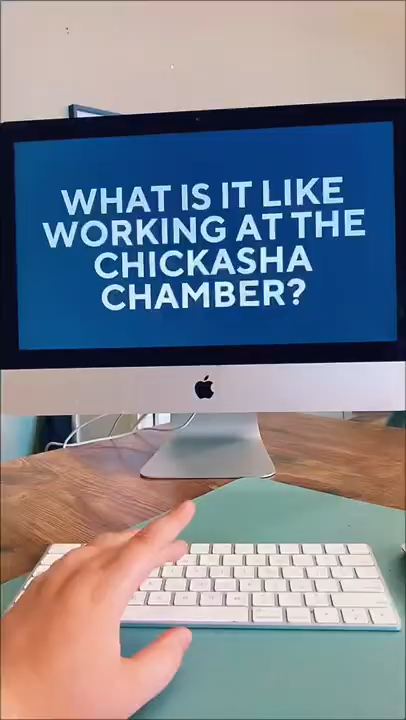 WHAT IS IT LIKE
WORKING AT THE
CHICKASHA
CHAMBER?